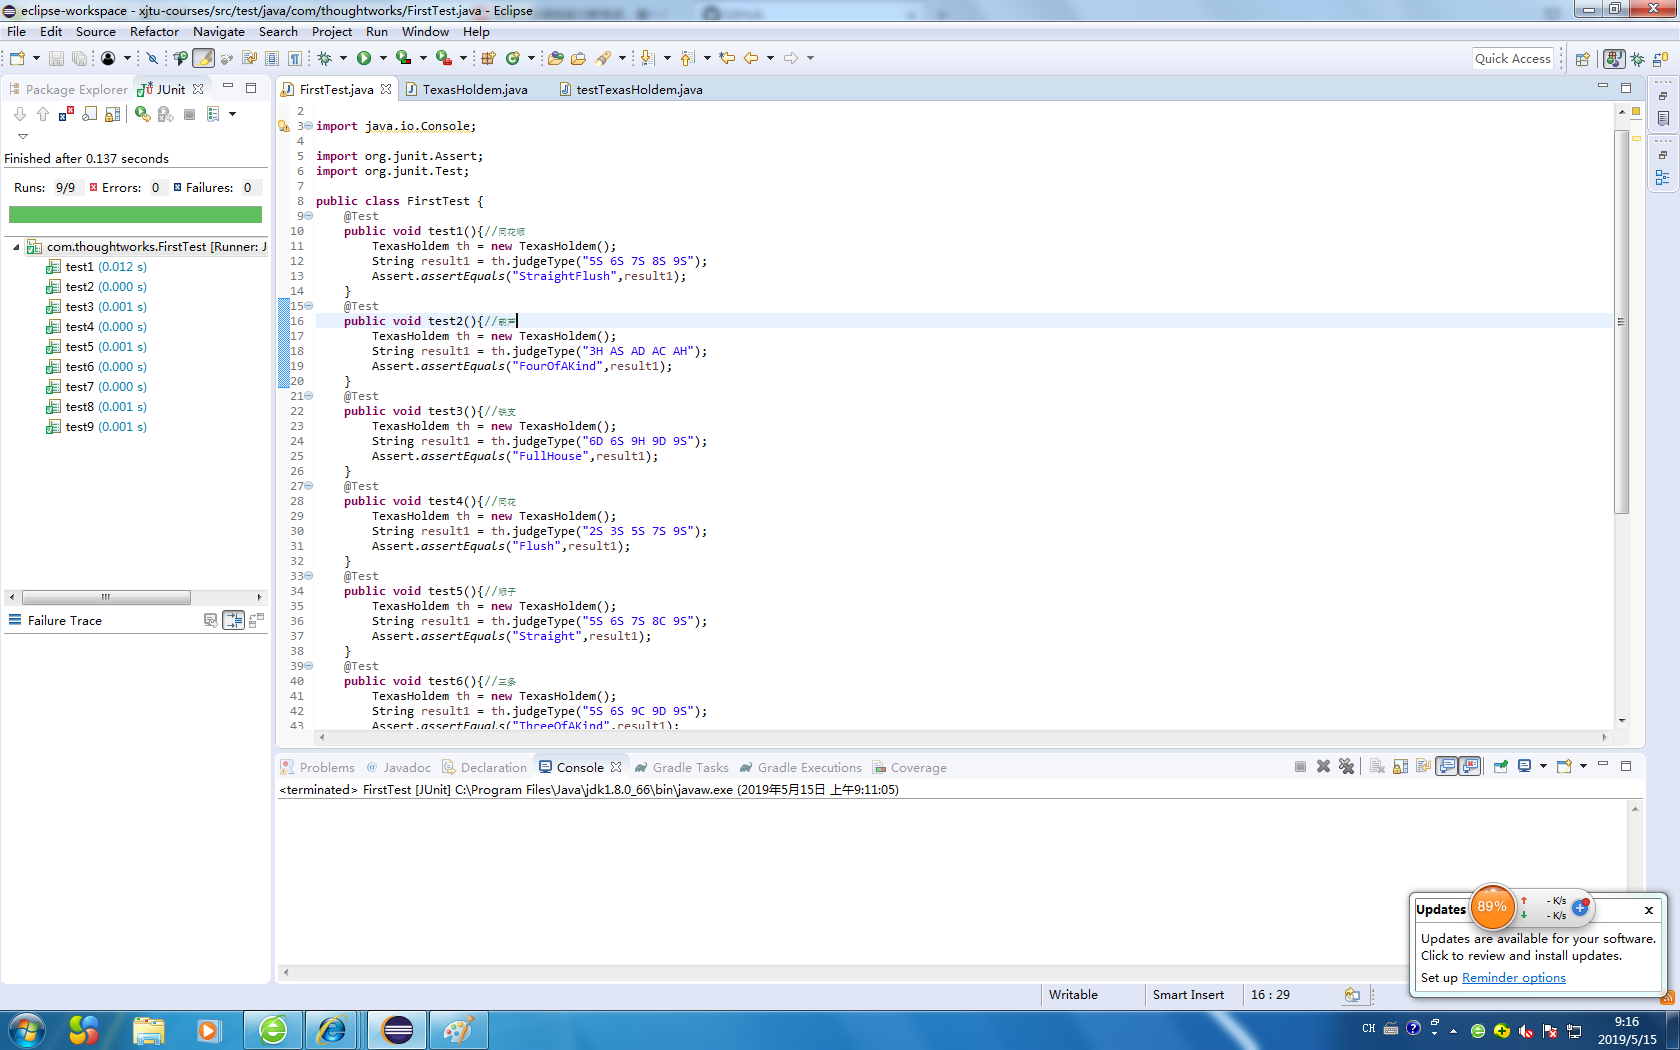 eclipse-workspace - xjtu-courses/src/test/java/com/thoughtworks/FirstTest.java - Eclipse
File Edit Source Refactor Navigate Search Project Run Window Help
Quick Access
Package Explorer JUnit
Finished after 0.137 seconds
Runs: 9/9 Errors: 0 Failures: 0
com.thoughtworks.FirstTest [Runner: J
test1 (0.012 s)
test2 (0.000 s)
test3 (0.001 s)
test4 (0.000 s)
test5 (0.001 s)
test6 (0.000 s)
test7 (0.000 s)
test8 (0.001 s)
test9 (0.001 s)
Failure Trace
FirstTest.java TexasHoldem.java testTexasHoldem.java
2
3 import java.io.Console;
4
5 import org.junit.Assert;
6 import org.junit.Test;
7
8 public class FirstTest {
9 @Test
10 public void test1(){//同花顺
11 TexasHoldem th = new TexasHoldem();
12 String result1 = th.judgeType("5S 6S 7S 8S 9S");
13 Assert.assertEquals("StraightFlush",result1);
14 }
15 @Test
16 public void test2(){//葫芦
17 TexasHoldem th = new TexasHoldem();
18 String result1 = th.judgeType("3H AS AD AC AH");
19 Assert.assertEquals("FourOfAKind",result1);
20 }
21 @Test
22 public void test3(){//铁支
23 TexasHoldem th = new TexasHoldem();
24 String result1 = th.judgeType("6D 6S 9H 9D 9S");
25 Assert.assertEquals("FullHouse",result1);
26 }
27 @Test
28 public void test4(){//同花
29 TexasHoldem th = new TexasHoldem();
30 String result1 = th.judgeType("2S 3S 5S 7S 9S");
31 Assert.assertEquals("Flush",result1);
32 }
33 @Test
34 public void test5(){//顺子
35 TexasHoldem th = new TexasHoldem();
36 String result1 = th.judgeType("5S 6S 7S 8C 9S");
37 Assert.assertEquals("Straight",result1);
38 }
39 @Test
40 public void test6(){//三条
41 TexasHoldem th = new TexasHoldem();
42 String result1 = th.judgeType("5S 6S 9C 9D 9S");
43 Assert.assertEquals("ThreeOfAKind",result1);
Problems Javadoc Declaration Console Gradle Tasks Gradle Executions Coverage
<terminated> FirstTest [JUnit] C:\Program Files\Java\jdk1.8.0_66\bin\javaw.exe (2019年5月15日 上午9:11:05)
Updates 89% - K/s
- K/s
Updates are available for your software.
Click to review and install updates.
Set up Reminder options
Writable Smart Insert 16 : 29
CH
9:16
2019/5/15